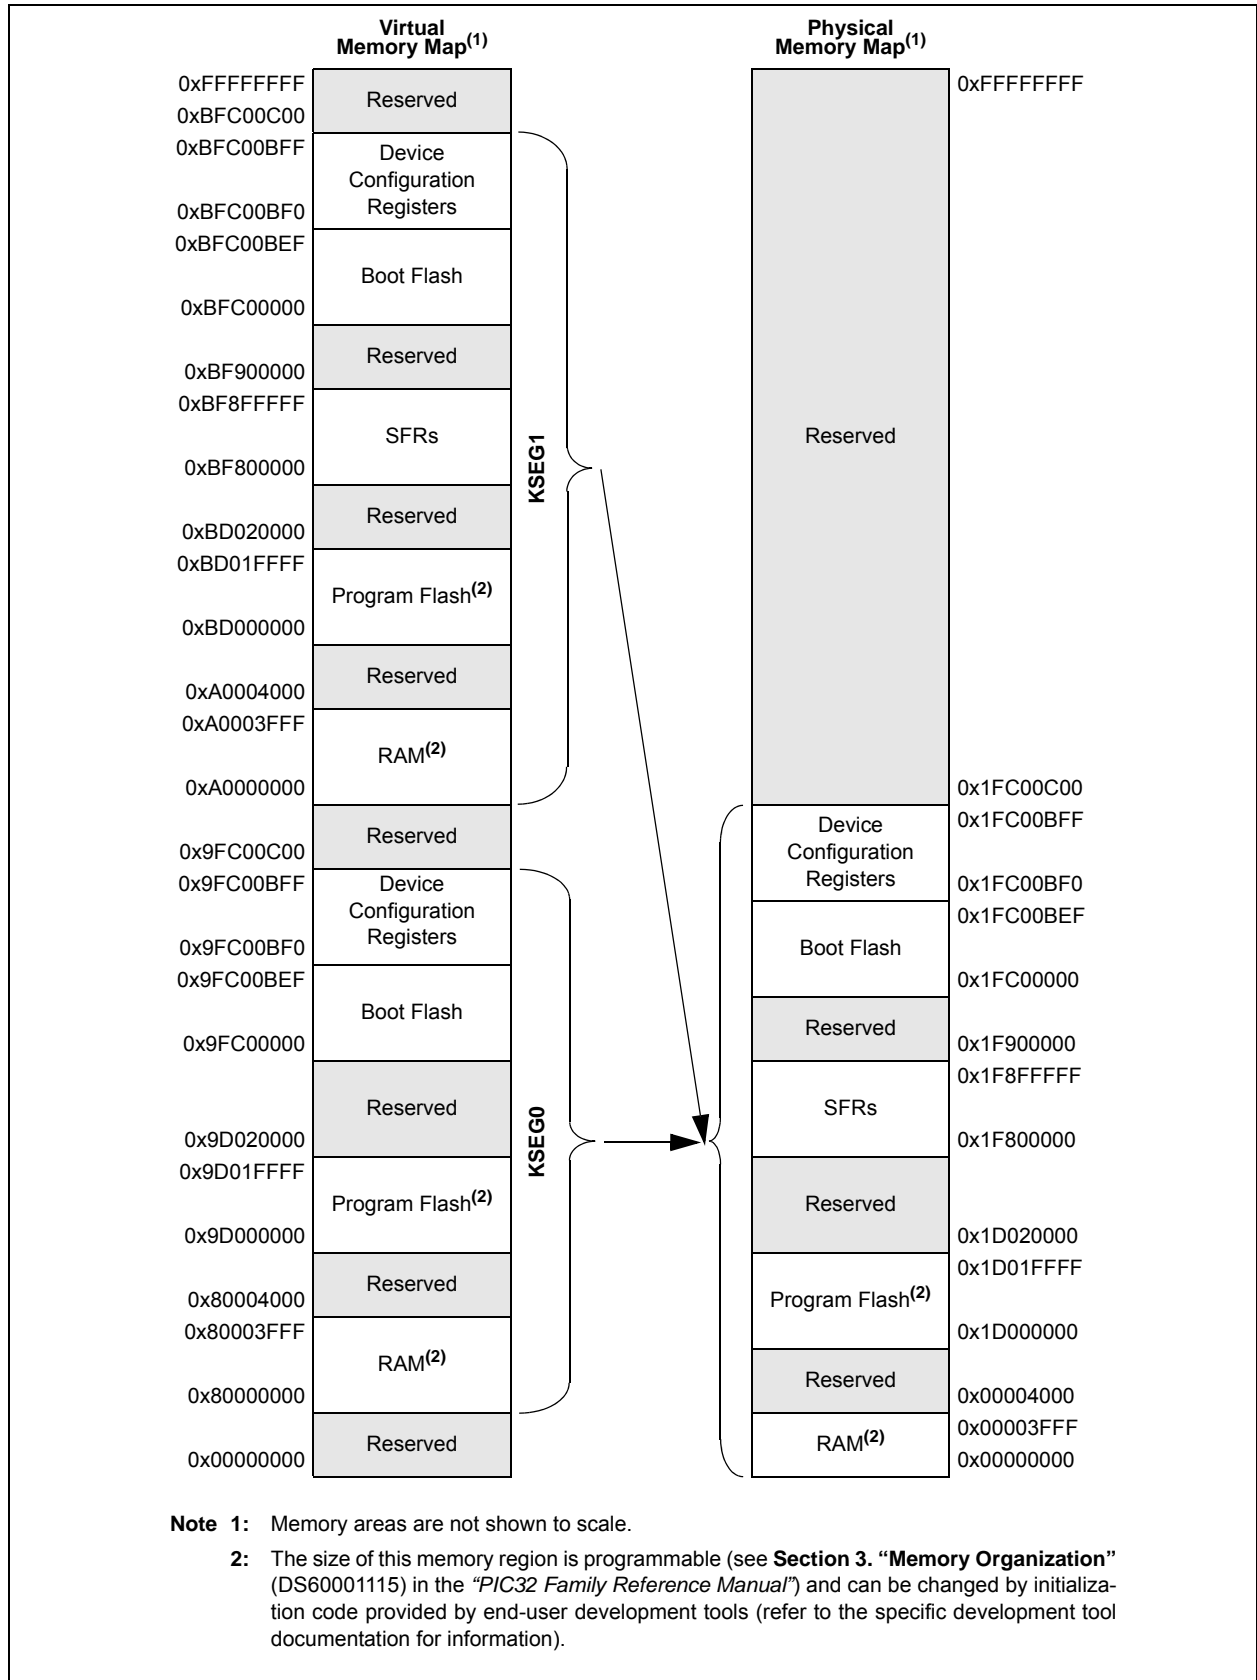 Virtual
Memory Map(1)
0xFFFFFFFF
Reserved
0xBFC00C00
0xBFC00BFF
Device
Configuration
Registers
0xBFC00BF0
0xBFC00BEF
Boot Flash
0xBFC00000
Reserved
0xBF900000
0xBF8FFFFF
SFRs
0xBF800000
Reserved
0xBD020000
0xBD01FFFF
Program Flash(2)
0xBD000000
Reserved
0xA0004000
0xA0003FFF
RAM(2)
0xA0000000
KSEG1
Reserved
0x9FC00C00
0x9FC00BFF
Device
Configuration
Registers
0x9FC00BF0
0x9FC00BEF
Boot Flash
0x9FC00000
Reserved
0x9D020000
0x9D01FFFF
Program Flash(2)
0x9D000000
Reserved
0x80004000
0x80003FFF
RAM(2)
0x80000000
KSEG0
Reserved
0x00000000
Physical
Memory Map(1)
0xFFFFFFFF
Reserved
0x1FC00C00
0x1FC00BFF
Device
Configuration
Registers
0x1FC00BF0
0x1FC00BEF
Boot Flash
0x1FC00000
Reserved
0x1F900000
0x1F8FFFFF
SFRs
0x1F800000
Reserved
0x1D020000
0x1D01FFFF
Program Flash(2)
0x1D000000
Reserved
0x00004000
0x00003FFF
RAM(2)
0x00000000
Note 1: Memory areas are not shown to scale.
2: The size of this memory region is programmable (see Section 3. “Memory Organization”
(DS60001115) in the “PIC32 Family Reference Manual”) and can be changed by initializa-
tion code provided by end-user development tools (refer to the specific development tool
documentation for information).